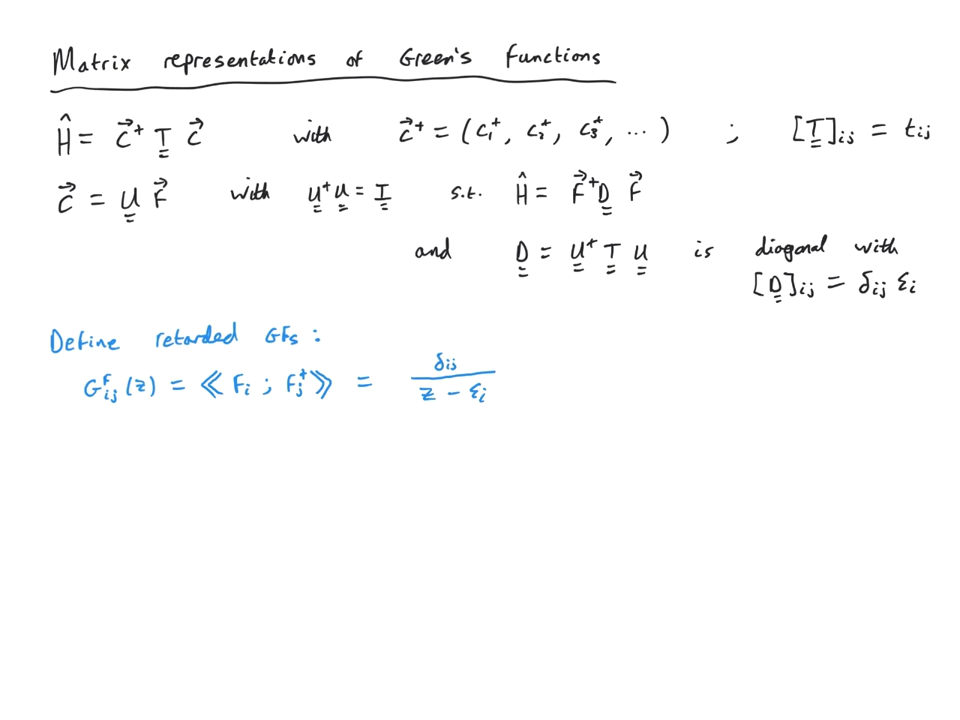 Matrix representations of Green's Functions
Ĥ = c⃗⁺ T c⃗ with c⃗⁺ = (c₁⁺, c₂⁺, c₃⁺, ...) ; [T]ᵢⱼ = tᵢⱼ
c⃗ = U F⃗ with U⁺U = I s.t. Ĥ = F⃗⁺D F⃗
and D = U⁺ T U is diagonal with
[D]ᵢⱼ = δᵢⱼ εᵢ
Define retarded GFs :
Gᶠᵢⱼ(z) = ≪ Fᵢ ; Fⱼ⁺ ≫ = δᵢⱼ / (z - εᵢ)